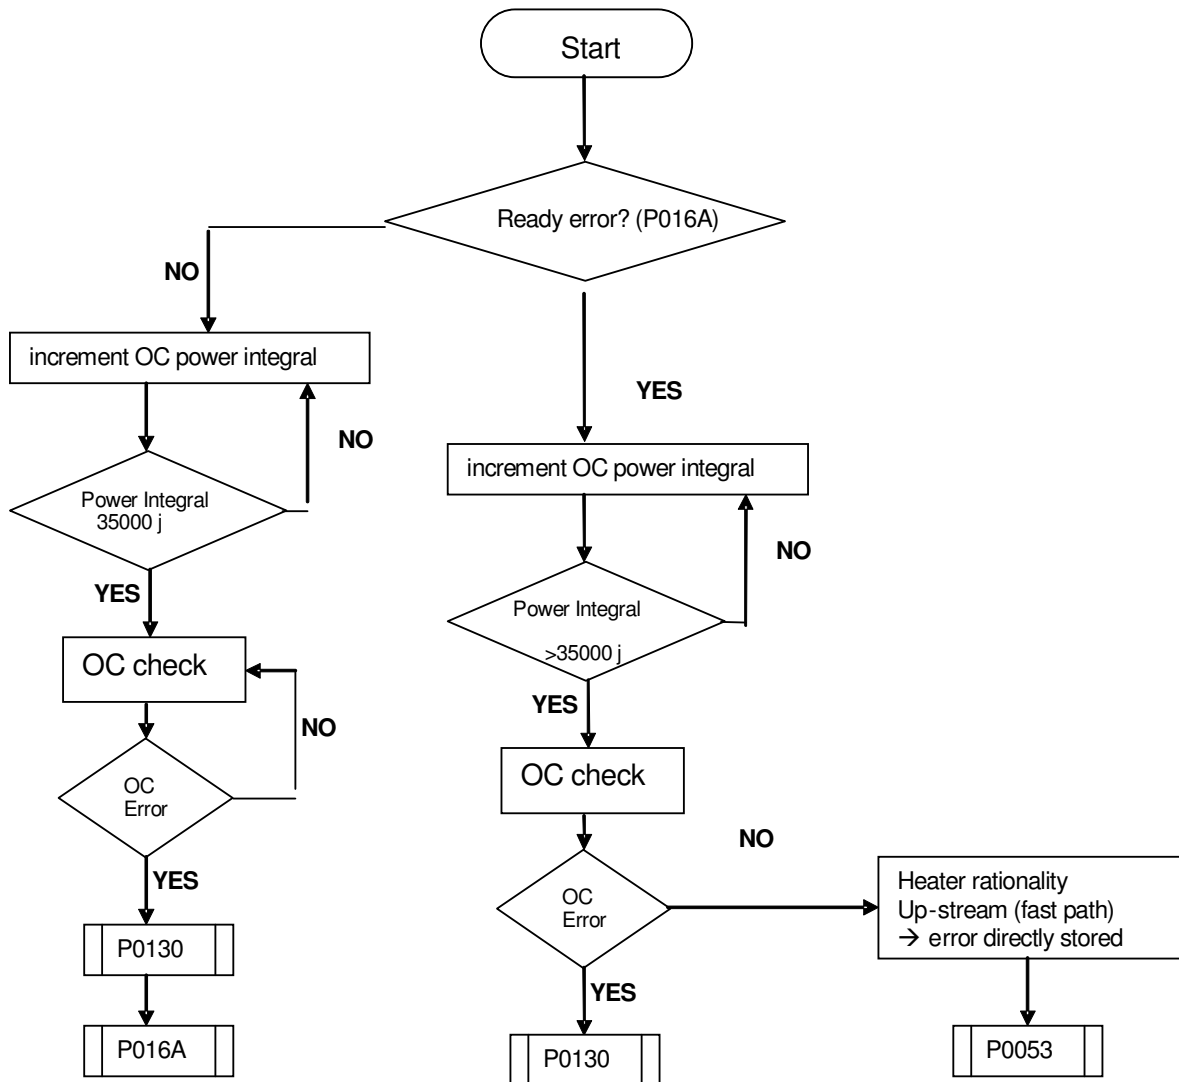 Start
Ready error? (P016A)
NO
increment OC power integral
NO
Power Integral
35000 j
YES
OC check
NO
OC
Error
YES
P0130
P016A
YES
increment OC power integral
NO
Power Integral
>35000 j
YES
OC check
NO
OC
Error
YES
P0130
Heater rationality
Up-stream (fast path)
→ error directly stored
P0053